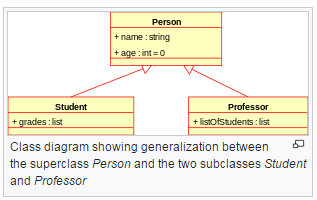 Person
+ name : string
+ age : int = 0
Student
+ grades : list
Professor
+ listOfStudents : list
Class diagram showing generalization between
the superclass Person and the two subclasses Student
and Professor